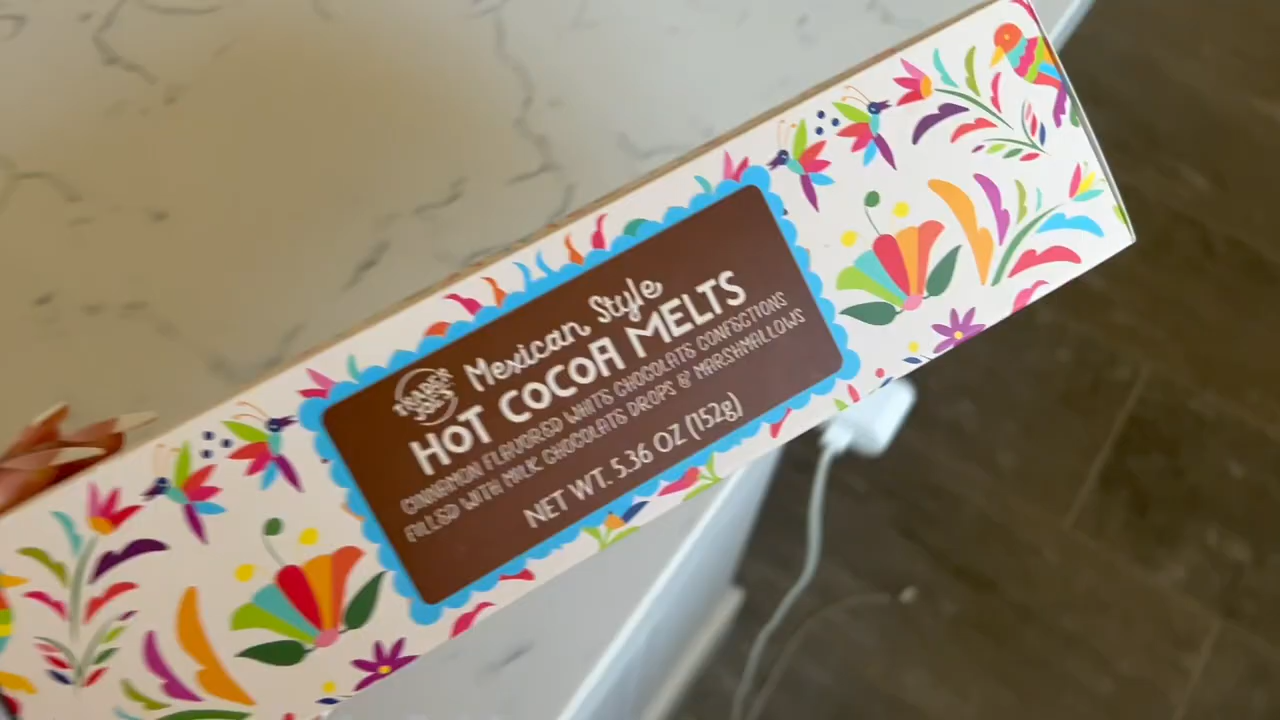 TRADER JOE'S
Mexican Style
HOT COCOA MELTS
CINNAMON FLAVORED WHITE CHOCOLATE CONFECTIONS
FILLED WITH MILK CHOCOLATE DROPS & MARSHMALLOWS
NET WT. 5.36 OZ (152g)